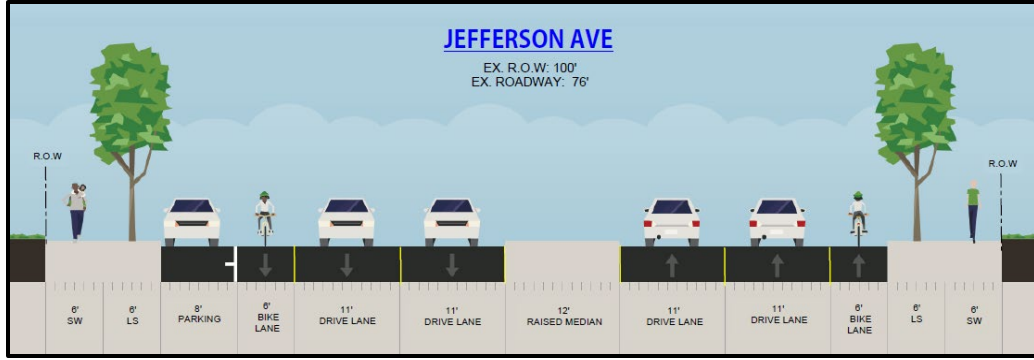 JEFFERSON AVE
EX. R.O.W: 100'
EX. ROADWAY: 76'
R.O.W
R.O.W
6'
SW
6'
LS
8'
PARKING
6'
BIKE
LANE
11'
DRIVE LANE
11'
DRIVE LANE
12'
RAISED MEDIAN
11'
DRIVE LANE
11'
DRIVE LANE
6'
BIKE
LANE
6'
LS
6'
SW